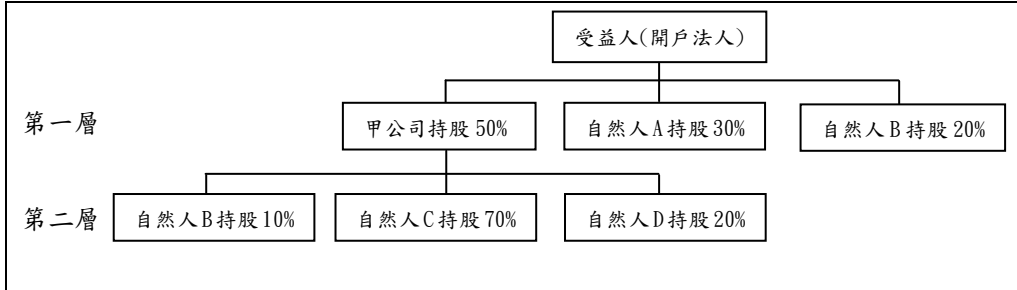 受益人(開戶法人)
第一層
甲公司持股50%
自然人A持股30%
自然人B持股20%
第二層
自然人B持股10%
自然人C持股70%
自然人D持股20%